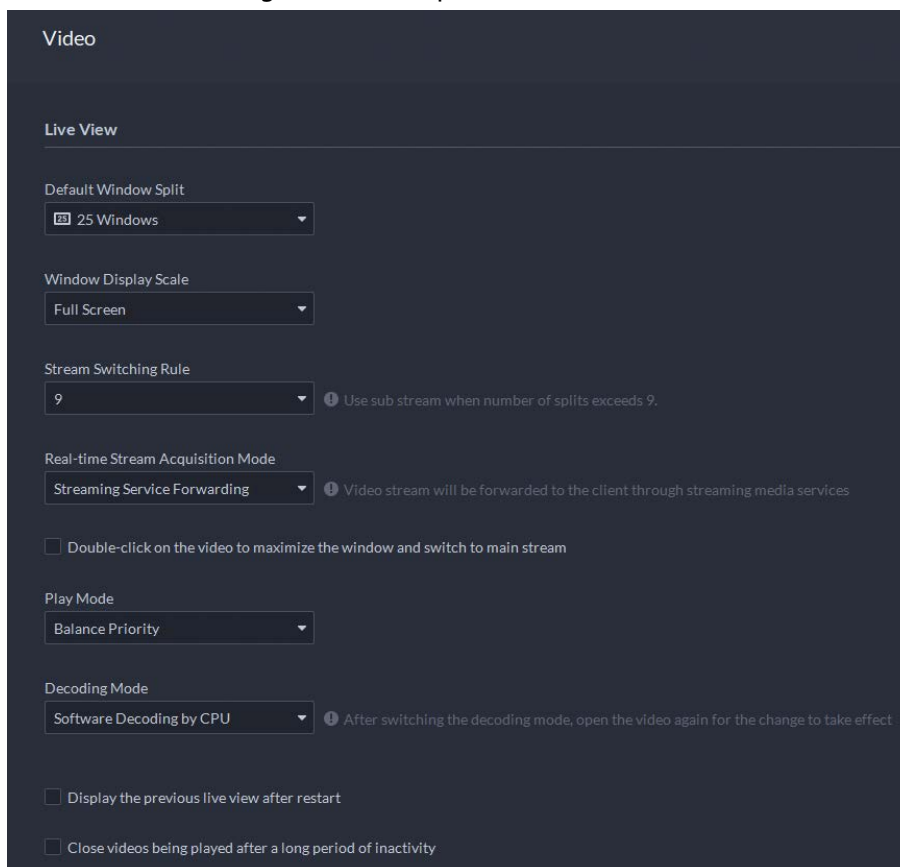 Video
Live View
Default Window Split
25 25 Windows
Window Display Scale
Full Screen
Stream Switching Rule
9 Use sub stream when number of splits exceeds 9.
Real-time Stream Acquisition Mode
Streaming Service Forwarding Video stream will be forwarded to the client through streaming media services
Double-click on the video to maximize the window and switch to main stream
Play Mode
Balance Priority
Decoding Mode
Software Decoding by CPU After switching the decoding mode, open the video again for the change to take effect
Display the previous live view after restart
Close videos being played after a long period of inactivity